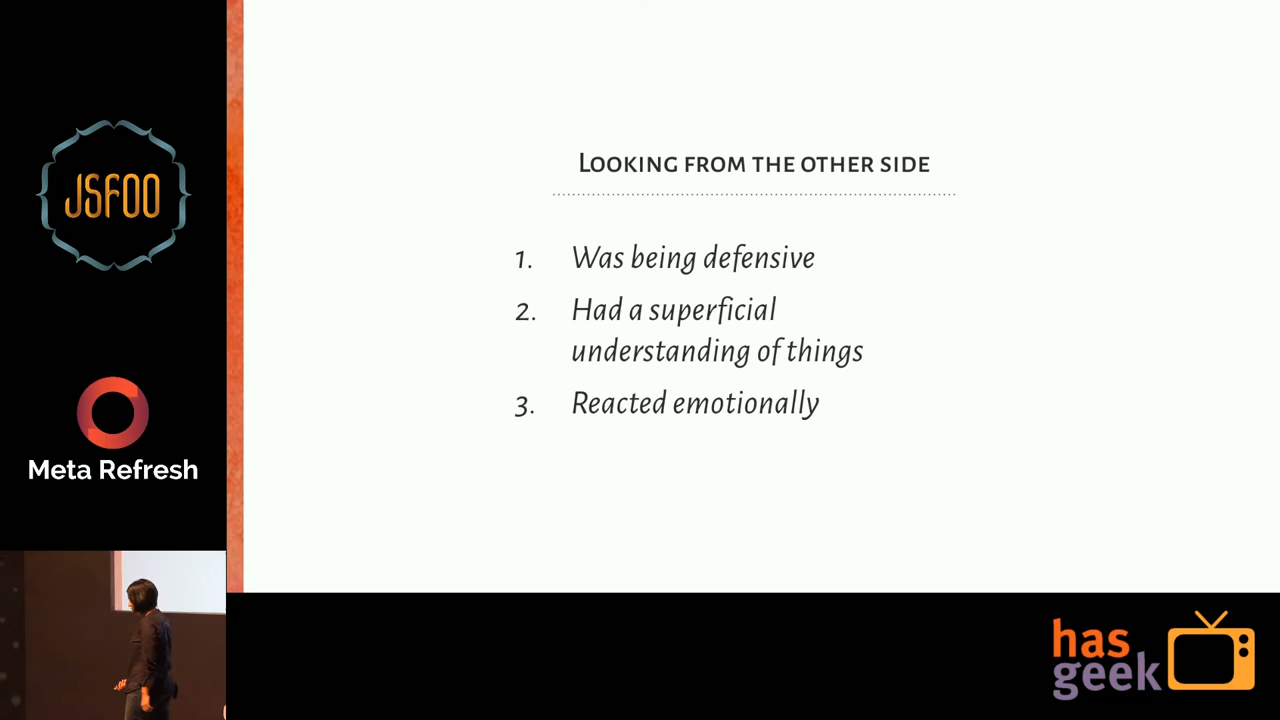 JSFOO
Meta Refresh
Looking from the other side
1. Was being defensive
2. Had a superficial
understanding of things
3. Reacted emotionally
has
geek